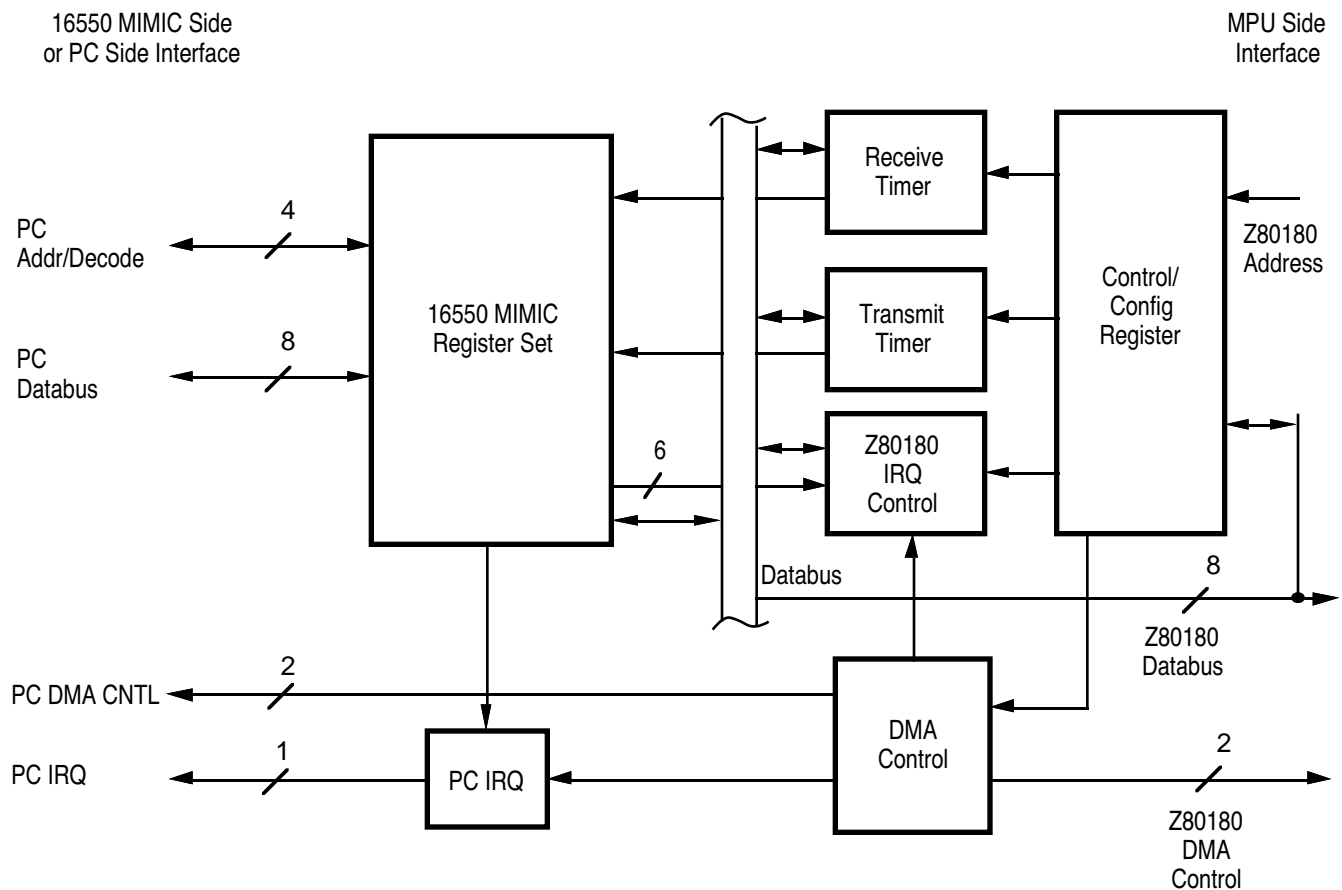 16550 MIMIC Side
or PC Side Interface
MPU Side
Interface
Receive
Timer
4
PC
Addr/Decode
Z80180
Address
Control/
Config
Register
16550 MIMIC
Register Set
Transmit
Timer
8
PC
Databus
6
Z80180
IRQ
Control
Databus
8
Z80180
Databus
2
PC DMA CNTL
DMA
Control
1
PC IRQ
PC IRQ
2
Z80180
DMA
Control